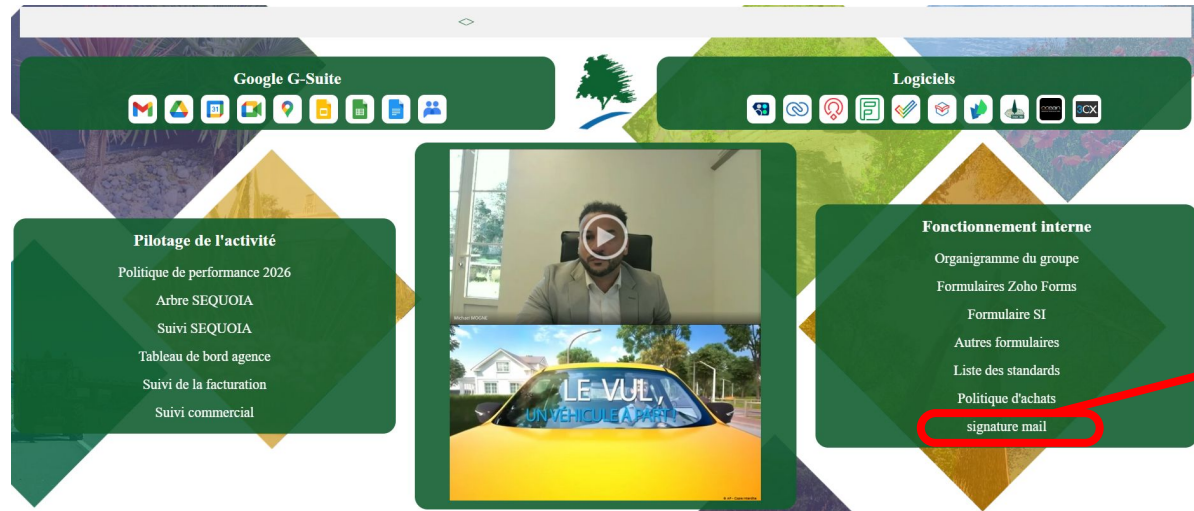 <>
Google G-Suite
31
Logiciels
3CX
Pilotage de l'activité
Politique de performance 2026
Arbre SEQUOIA
Suivi SEQUOIA
Tableau de bord agence
Suivi de la facturation
Suivi commercial
LE VUL,
UN VÉHICULE À PART !
Fonctionnement interne
Organigramme du groupe
Formulaires Zoho Forms
Formulaire SI
Autres formulaires
Liste des standards
Politique d'achats
signature mail